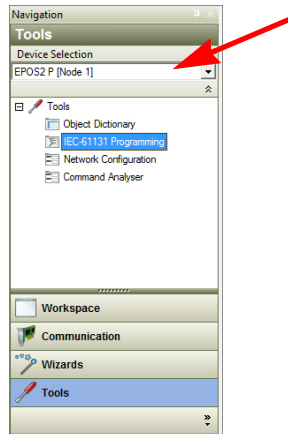 Navigation
Tools
Device Selection
EPOS2 P [Node 1]
Tools
Object Dictionary
IEC-61131 Programming
Network Configuration
Command Analyser
Workspace
Communication
Wizards
Tools